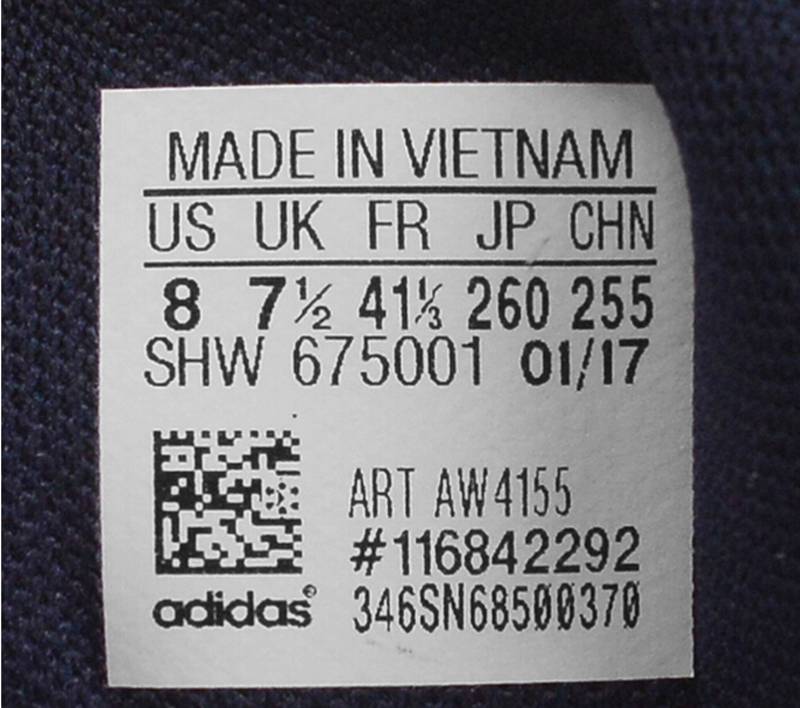 MADE IN VIETNAM
US UK FR JP CHN
8 7½ 41⅓ 260 255
SHW 675001 01/17
ART AW4155
#116842292
adidas® 346SN68500370